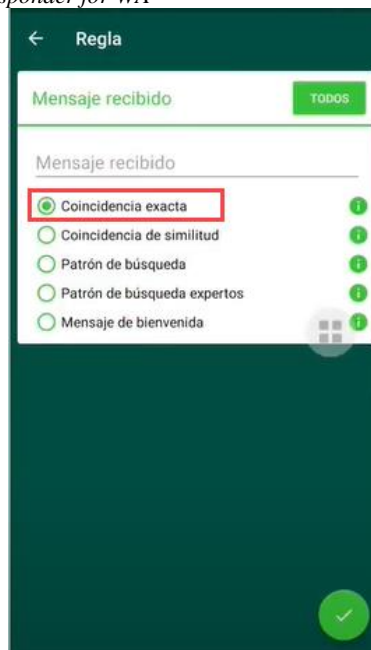 sponder for WA
Regla
Mensaje recibido TODOS
Mensaje recibido
Coincidencia exacta
Coincidencia de similitud
Patrón de búsqueda
Patrón de búsqueda expertos
Mensaje de bienvenida